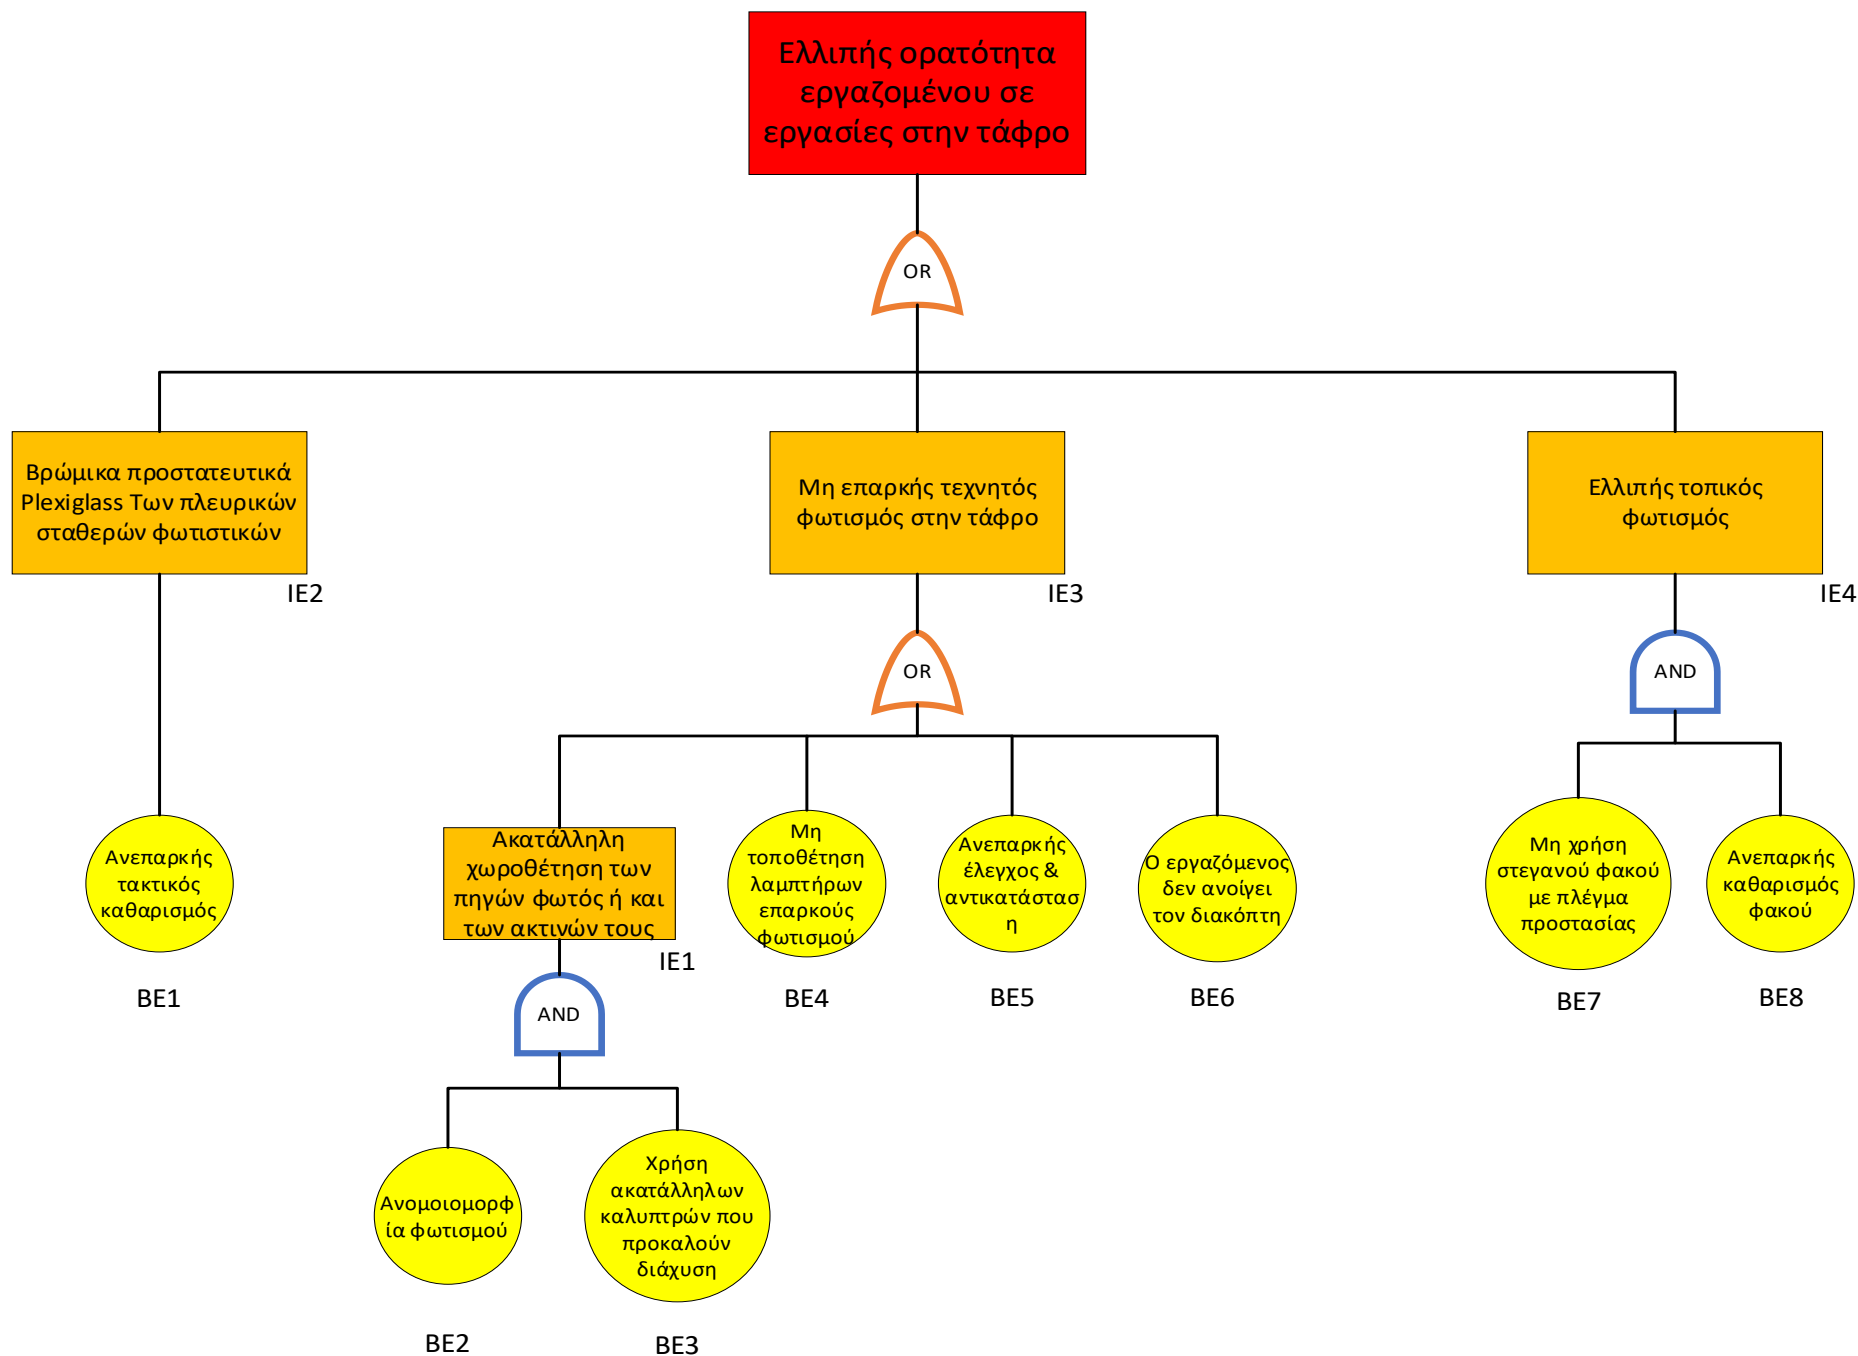 Ελλιπής ορατότητα
εργαζομένου σε
εργασίες στην τάφρο
OR
Βρώμικα προστατευτικά
Plexiglass Των πλευρικών
σταθερών φωτιστικών
IE2
Μη επαρκής τεχνητός
φωτισμός στην τάφρο
IE3
Ελλιπής τοπικός
φωτισμός
IE4
OR
AND
Ανεπαρκής
τακτικός
καθαρισμός
BE1
Ακατάλληλη
χωροθέτηση των
πηγών φωτός ή και
των ακτινών τους
IE1
Μη
τοποθέτηση
λαμπτήρων
επαρκούς
φωτισμού
BE4
Ανεπαρκής
έλεγχος &
αντικατάστασ
η
BE5
Ο εργαζόμενος
δεν ανοίγει
τον διακόπτη
BE6
Μη χρήση
στεγανού φακού
με πλέγμα
προστασίας
BE7
Ανεπαρκής
καθαρισμός
φακού
BE8
AND
Ανομοιομορφ
ία φωτισμού
BE2
Χρήση
ακατάλληλων
καλυπτρών που
προκαλούν
διάχυση
BE3